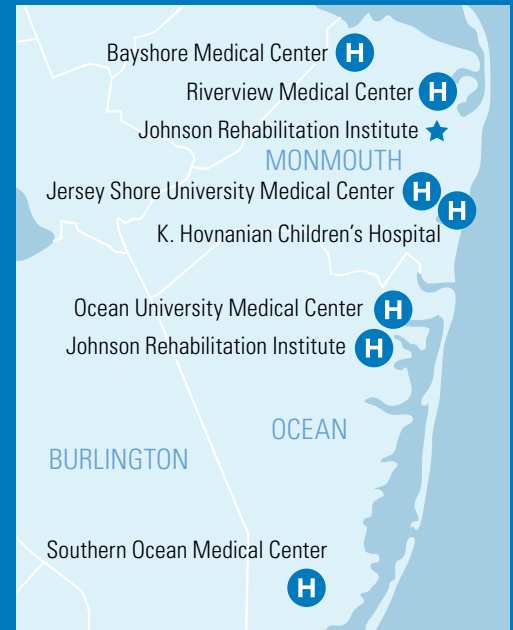 Bayshore Medical Center H
Riverview Medical Center H
Johnson Rehabilitation Institute
MONMOUTH
Jersey Shore University Medical Center H
H
K. Hovnanian Children's Hospital
Ocean University Medical Center H
Johnson Rehabilitation Institute H
OCEAN
BURLINGTON
Southern Ocean Medical Center
H